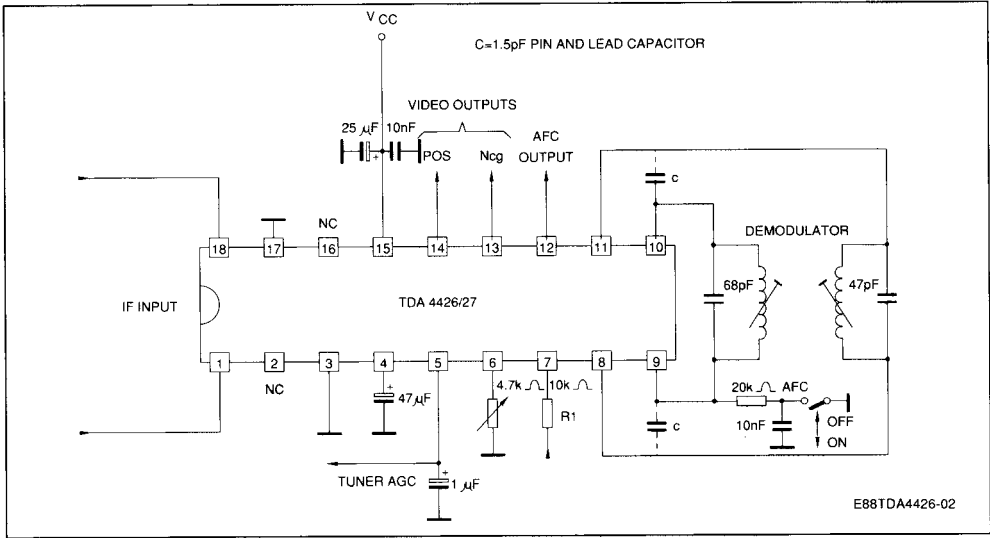 V CC
C=1.5pF PIN AND LEAD CAPACITOR
VIDEO OUTPUTS
25 µF
10nF
POS
Ncg
AFC
OUTPUT
c
NC
18
17
16
15
14
13
12
11
10
DEMODULATOR
68pF
47pF
IF INPUT
TDA 4426/27
1
2
3
4
5
6
7
8
9
NC
47µF
4.7k
10k
R1
c
20k
AFC
10nF
OFF
ON
TUNER AGC
1 µF
E88TDA4426-02